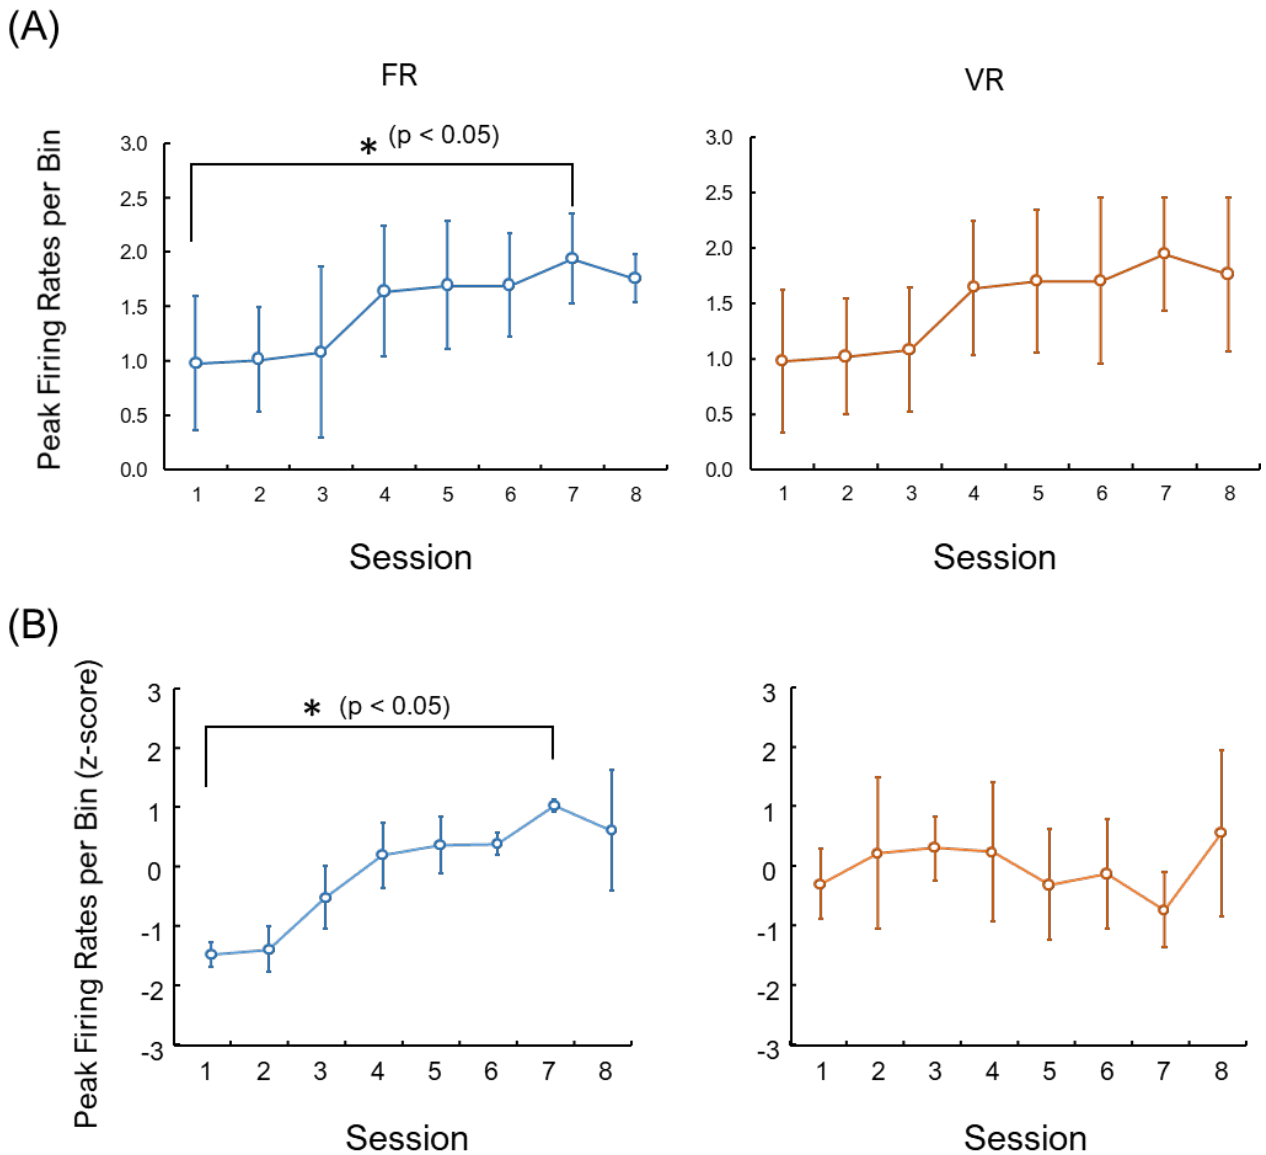 (A)
FR
VR
* (p < 0.05)
Peak Firing Rates per Bin
3.0
2.5
2.0
1.5
1.0
0.5
0.0
1 2 3 4 5 6 7 8
Session
3.0
2.5
2.0
1.5
1.0
0.5
0.0
1 2 3 4 5 6 7 8
Session
(B)
Peak Firing Rates per Bin (z-score)
* (p < 0.05)
3
2
1
0
-1
-2
-3
1 2 3 4 5 6 7 8
Session
3
2
1
0
-1
-2
-3
1 2 3 4 5 6 7 8
Session